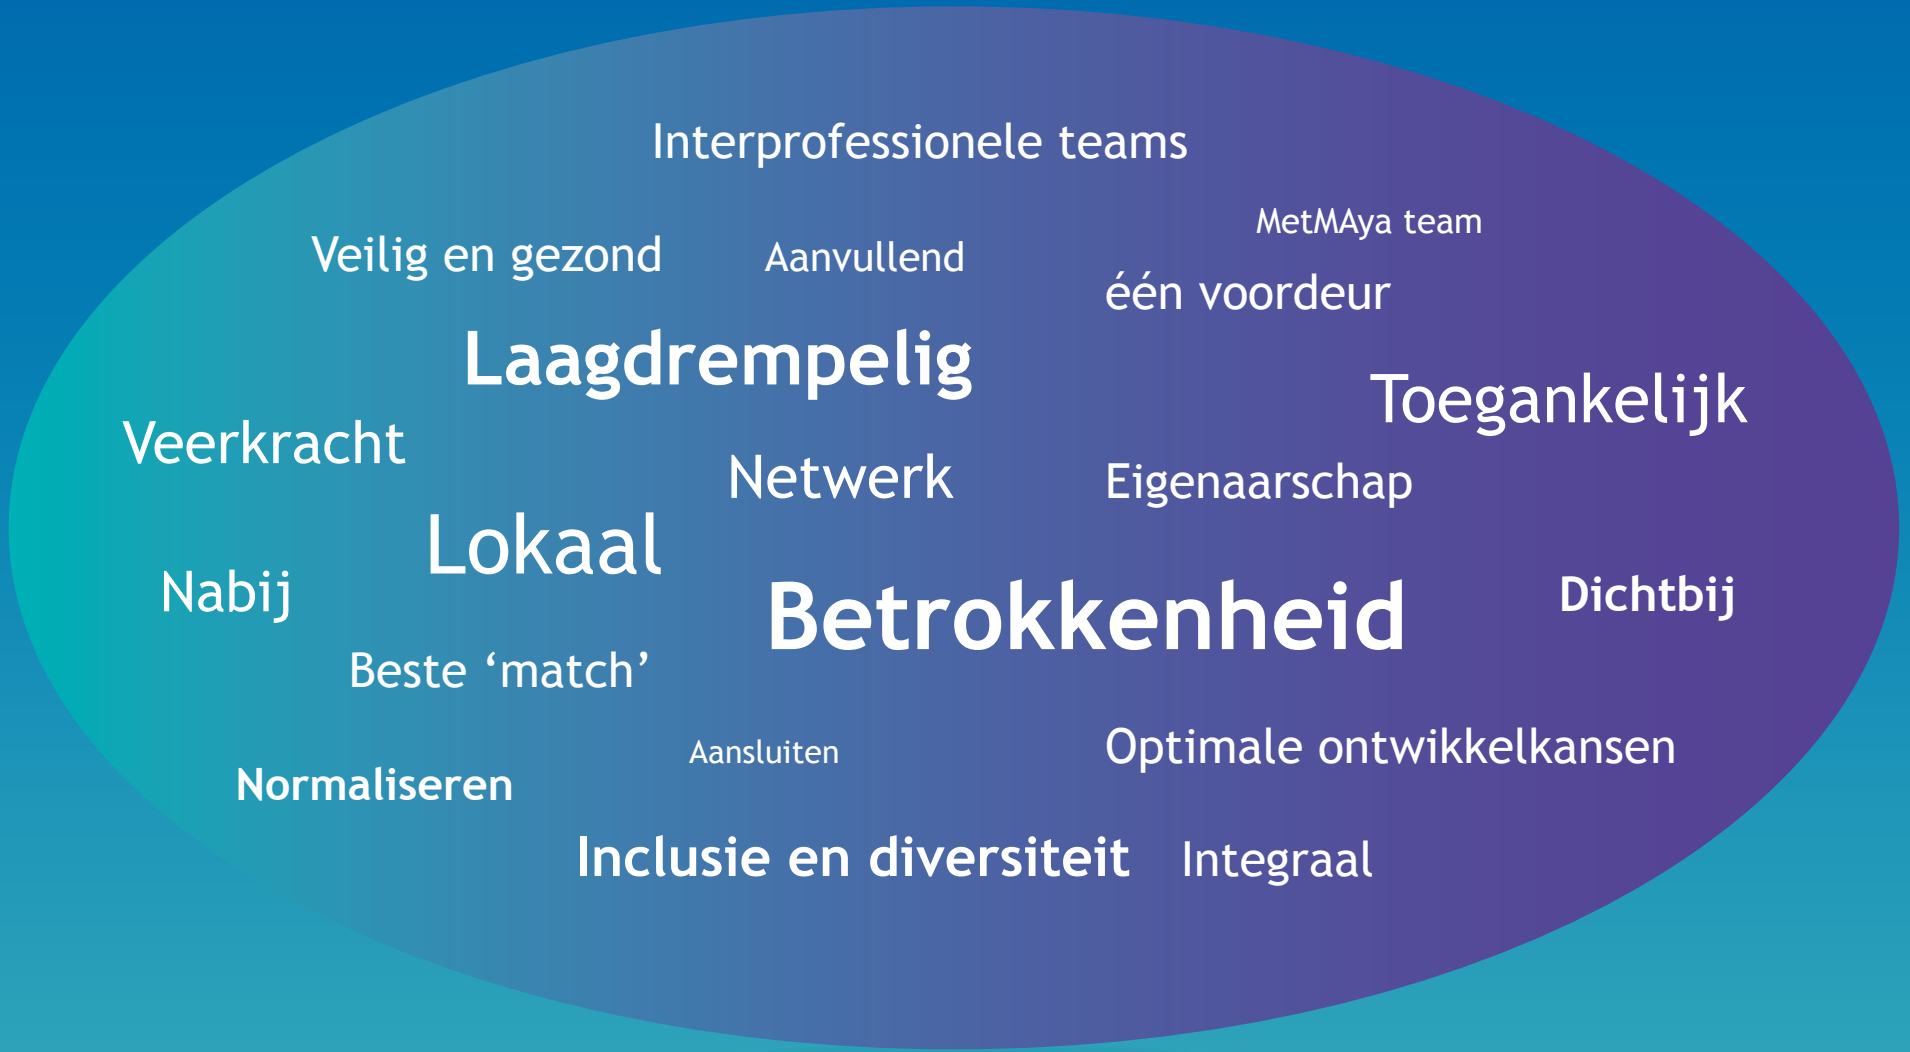 Interprofessionele teams
MetMAya team
Veilig en gezond
Aanvullend
één voordeur
Laagdrempelig
Toegankelijk
Veerkracht
Netwerk
Eigenaarschap
Lokaal
Nabij
Betrokkenheid
Dichtbij
Beste ‘match’
Optimale ontwikkelkansen
Aansluiten
Normaliseren
Inclusie en diversiteit
Integraal